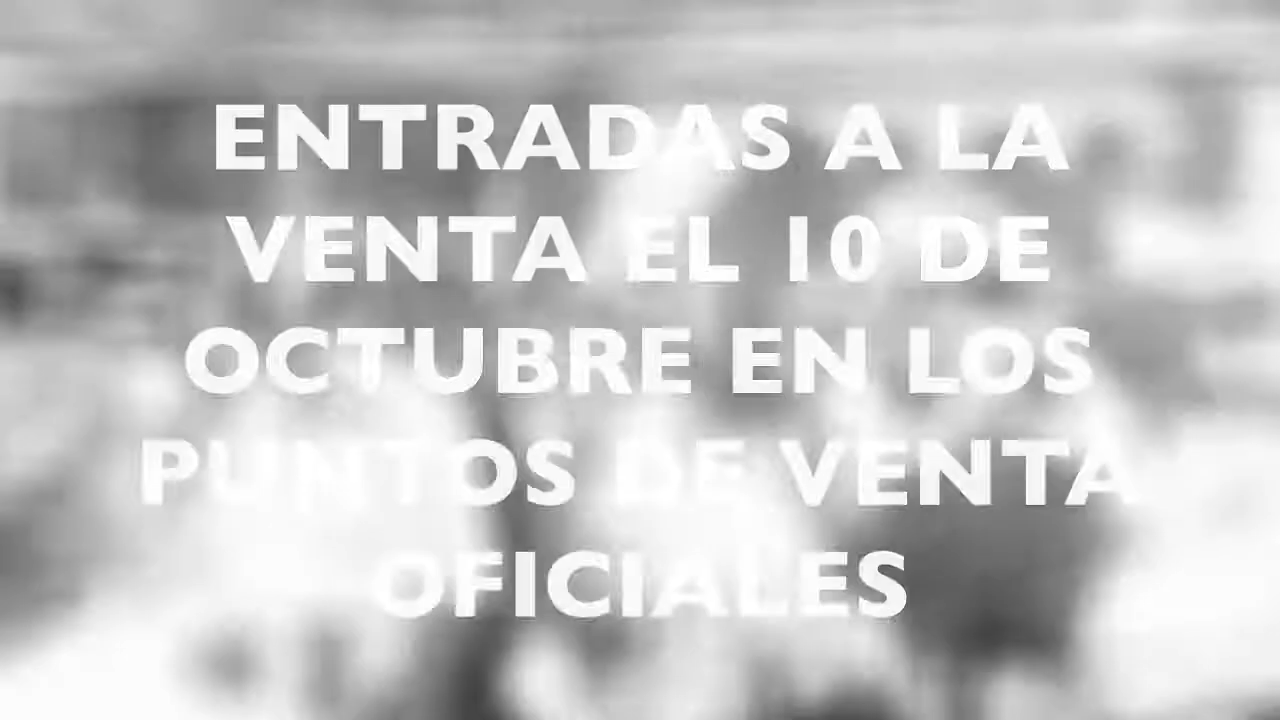 ENTRADAS A LA
VENTA EL 10 DE
OCTUBRE EN LOS
PUNTOS DE VENTA
OFICIALES